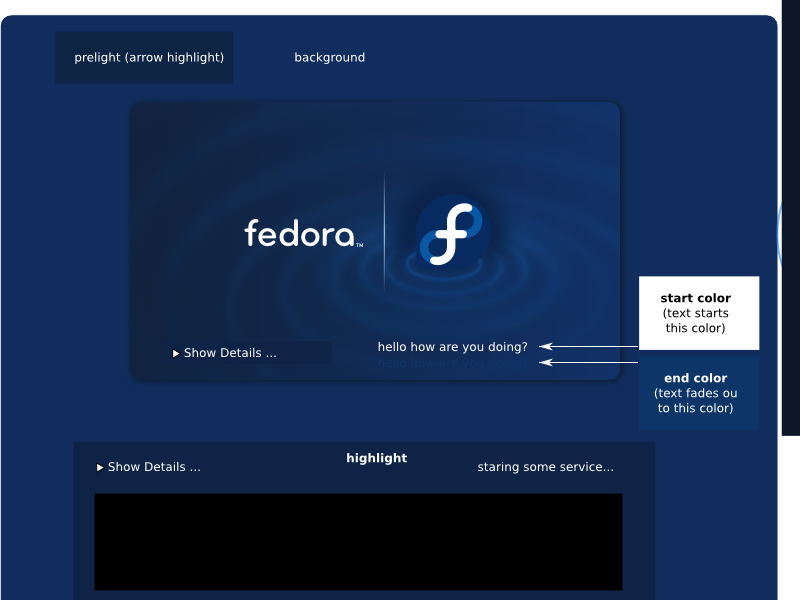 prelight (arrow highlight)
background
fedora™
start color
(text starts
this color)
Show Details ...
hello how are you doing?
hello how are you doing?
end color
(text fades ou
to this color)
highlight
Show Details ...
staring some service...